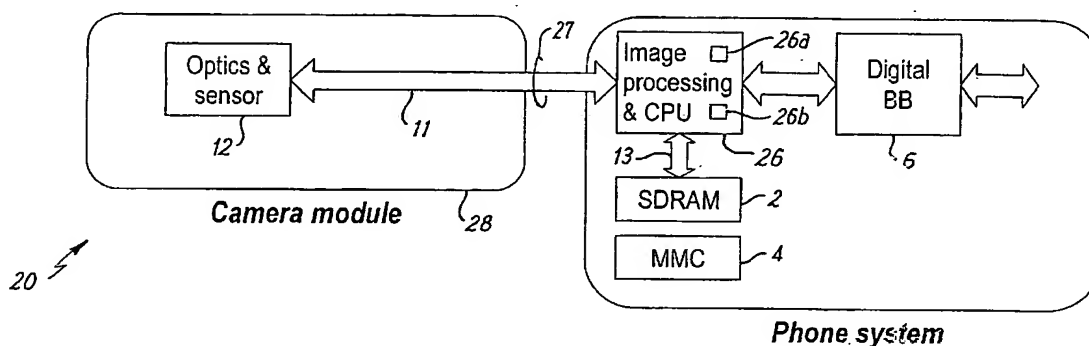 27
Optics &
sensor
12
11
Image
processing
& CPU
26a
26b
26
Digital
BB
6
13
SDRAM
2
MMC
4
28
Camera module
20
Phone system